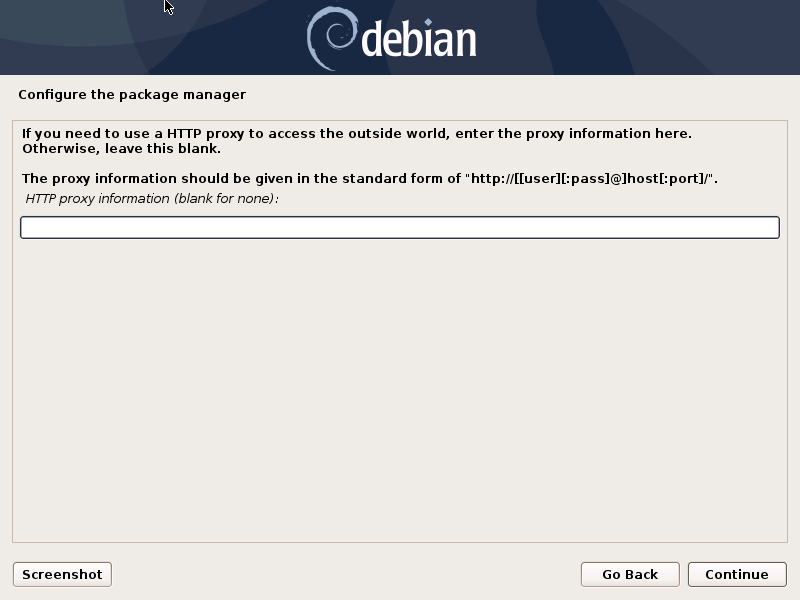 debian
Configure the package manager
If you need to use a HTTP proxy to access the outside world, enter the proxy information here.
Otherwise, leave this blank.
The proxy information should be given in the standard form of "http://[[user][:pass]@]host[:port]/".
HTTP proxy information (blank for none):
Screenshot
Go Back
Continue